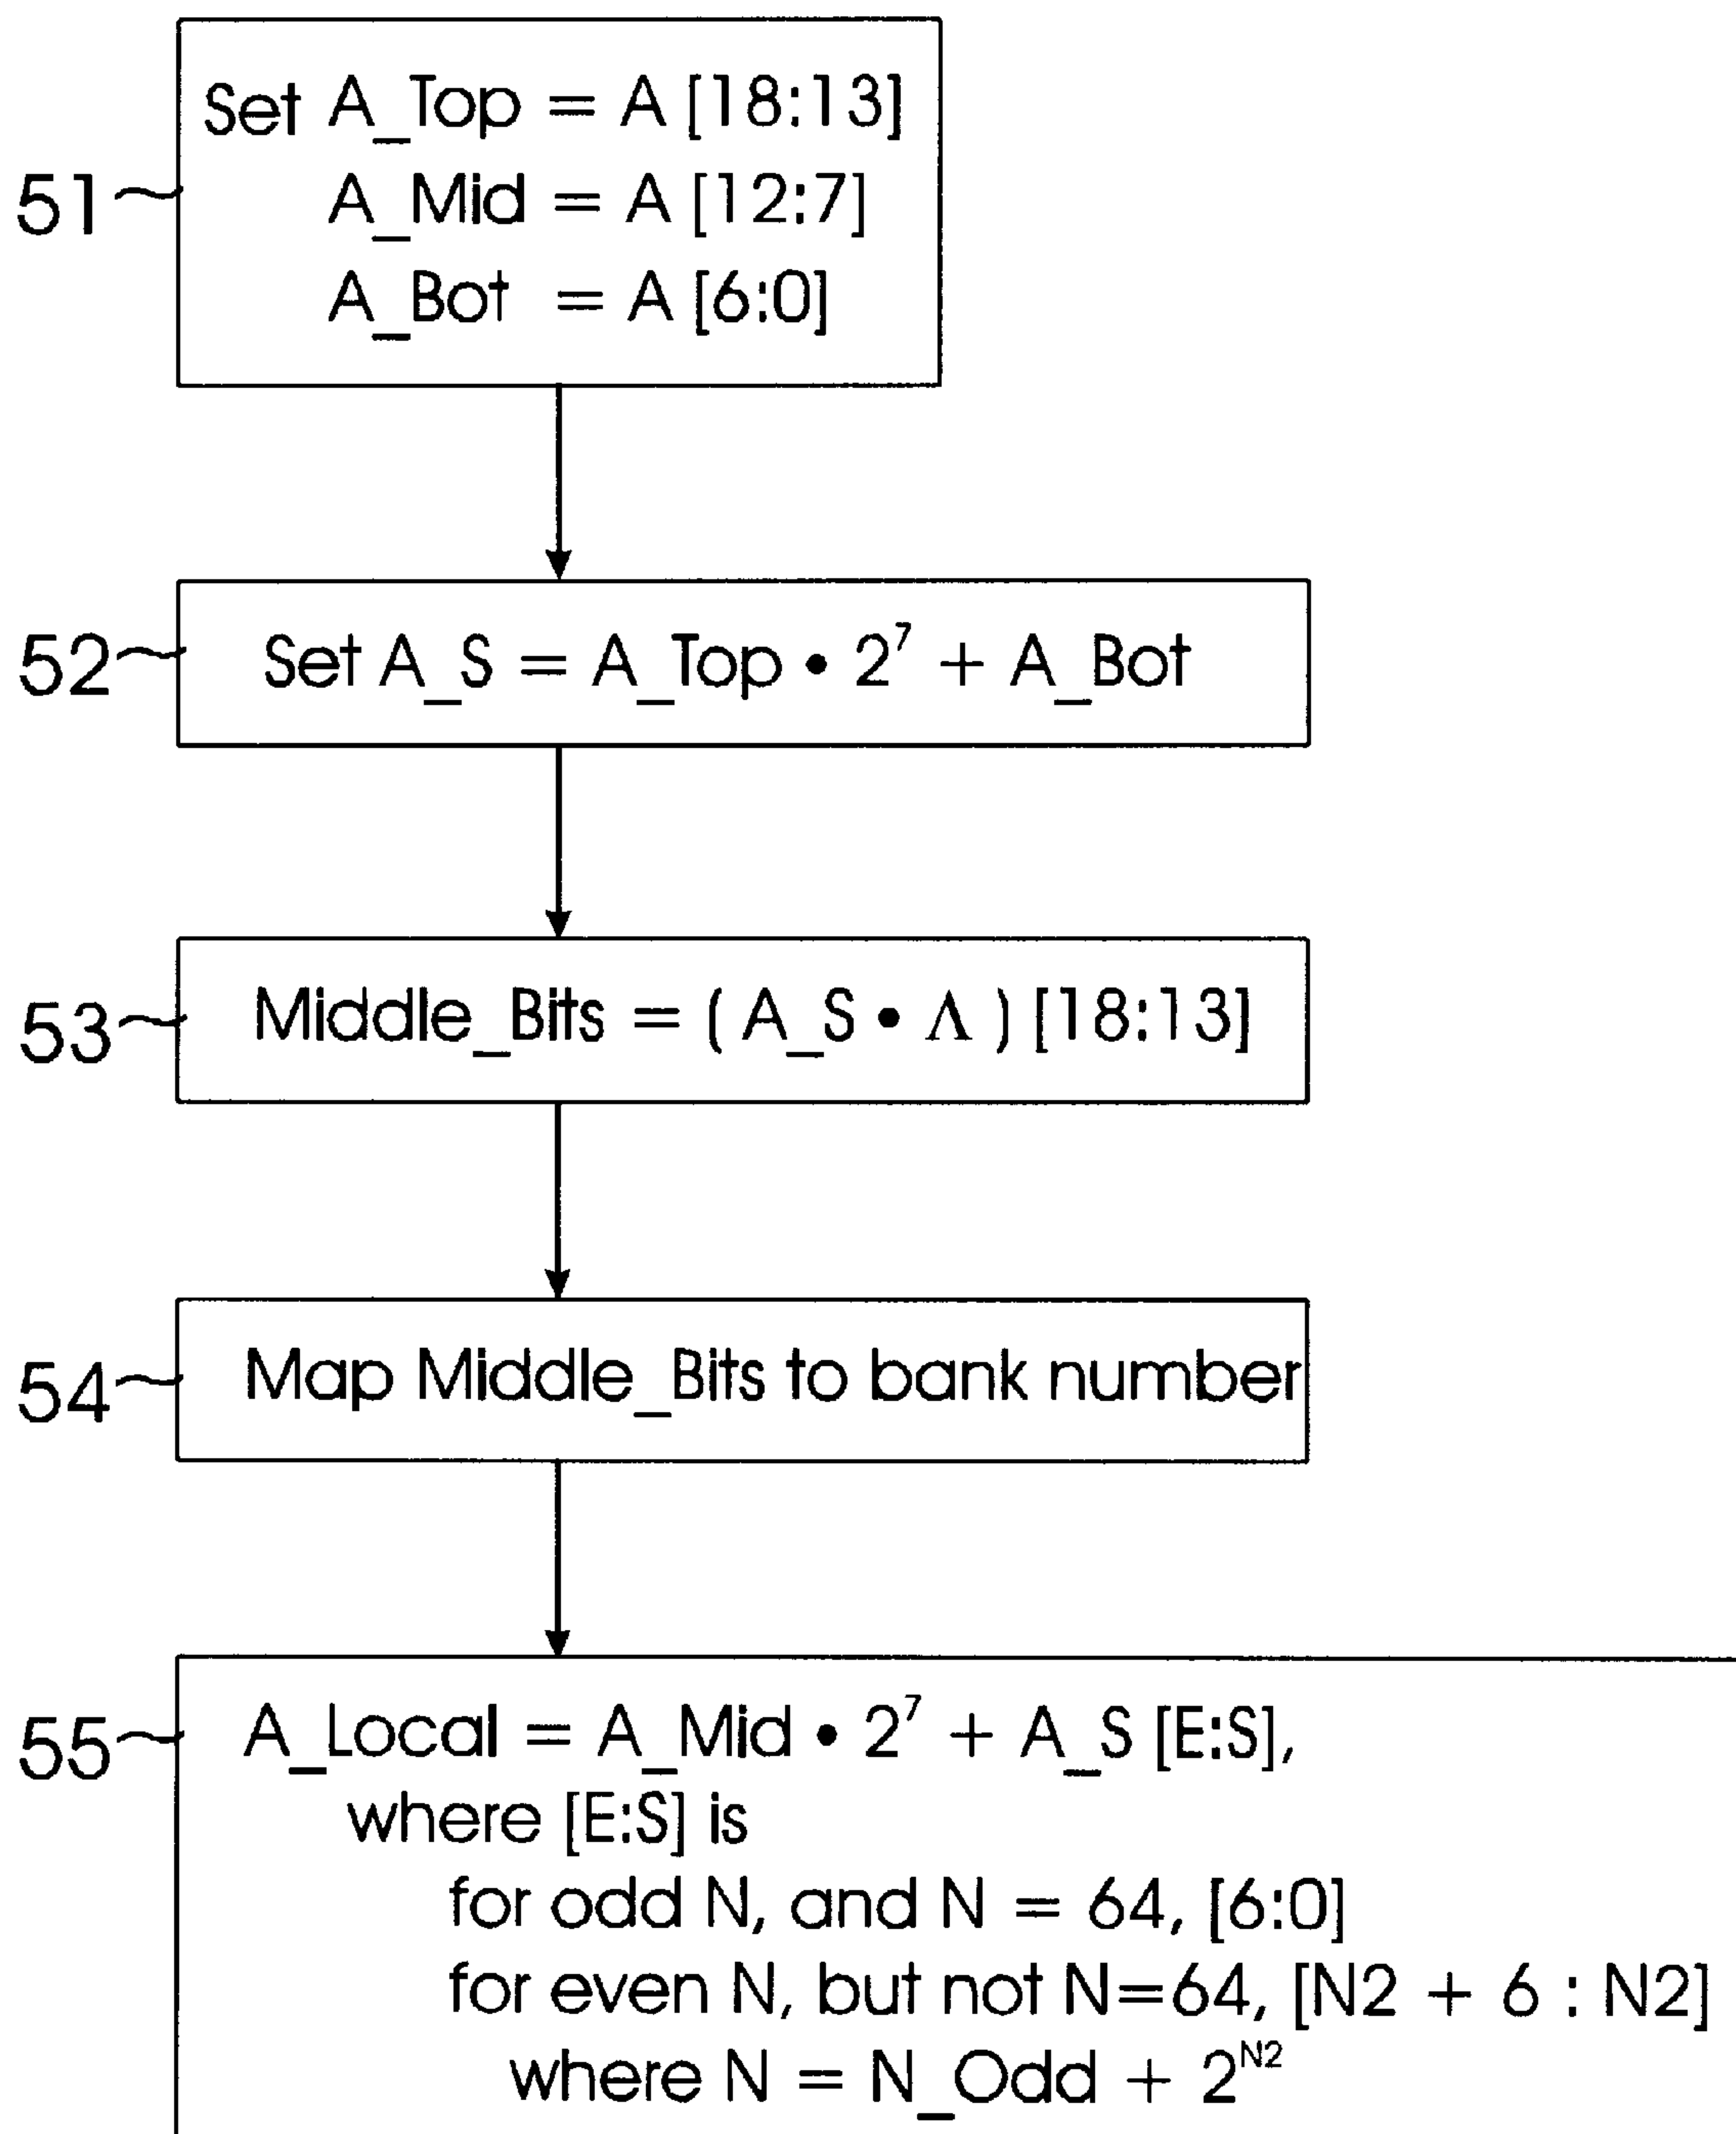 Set A_Top = A [18:13]
51
A_Mid = A [12:7]
A_Bot = A [6:0]
52
Set A_S = A_Top • 2⁷ + A_Bot
53
Middle_Bits = ( A_S • Λ ) [18:13]
54
Map Middle_Bits to bank number
55
A_Local = A_Mid • 2⁷ + A_S [E:S],
where [E:S] is
for odd N, and N = 64, [6:0]
for even N, but not N=64, [N2 + 6 : N2]
where N = N_Odd + 2ᴺ²